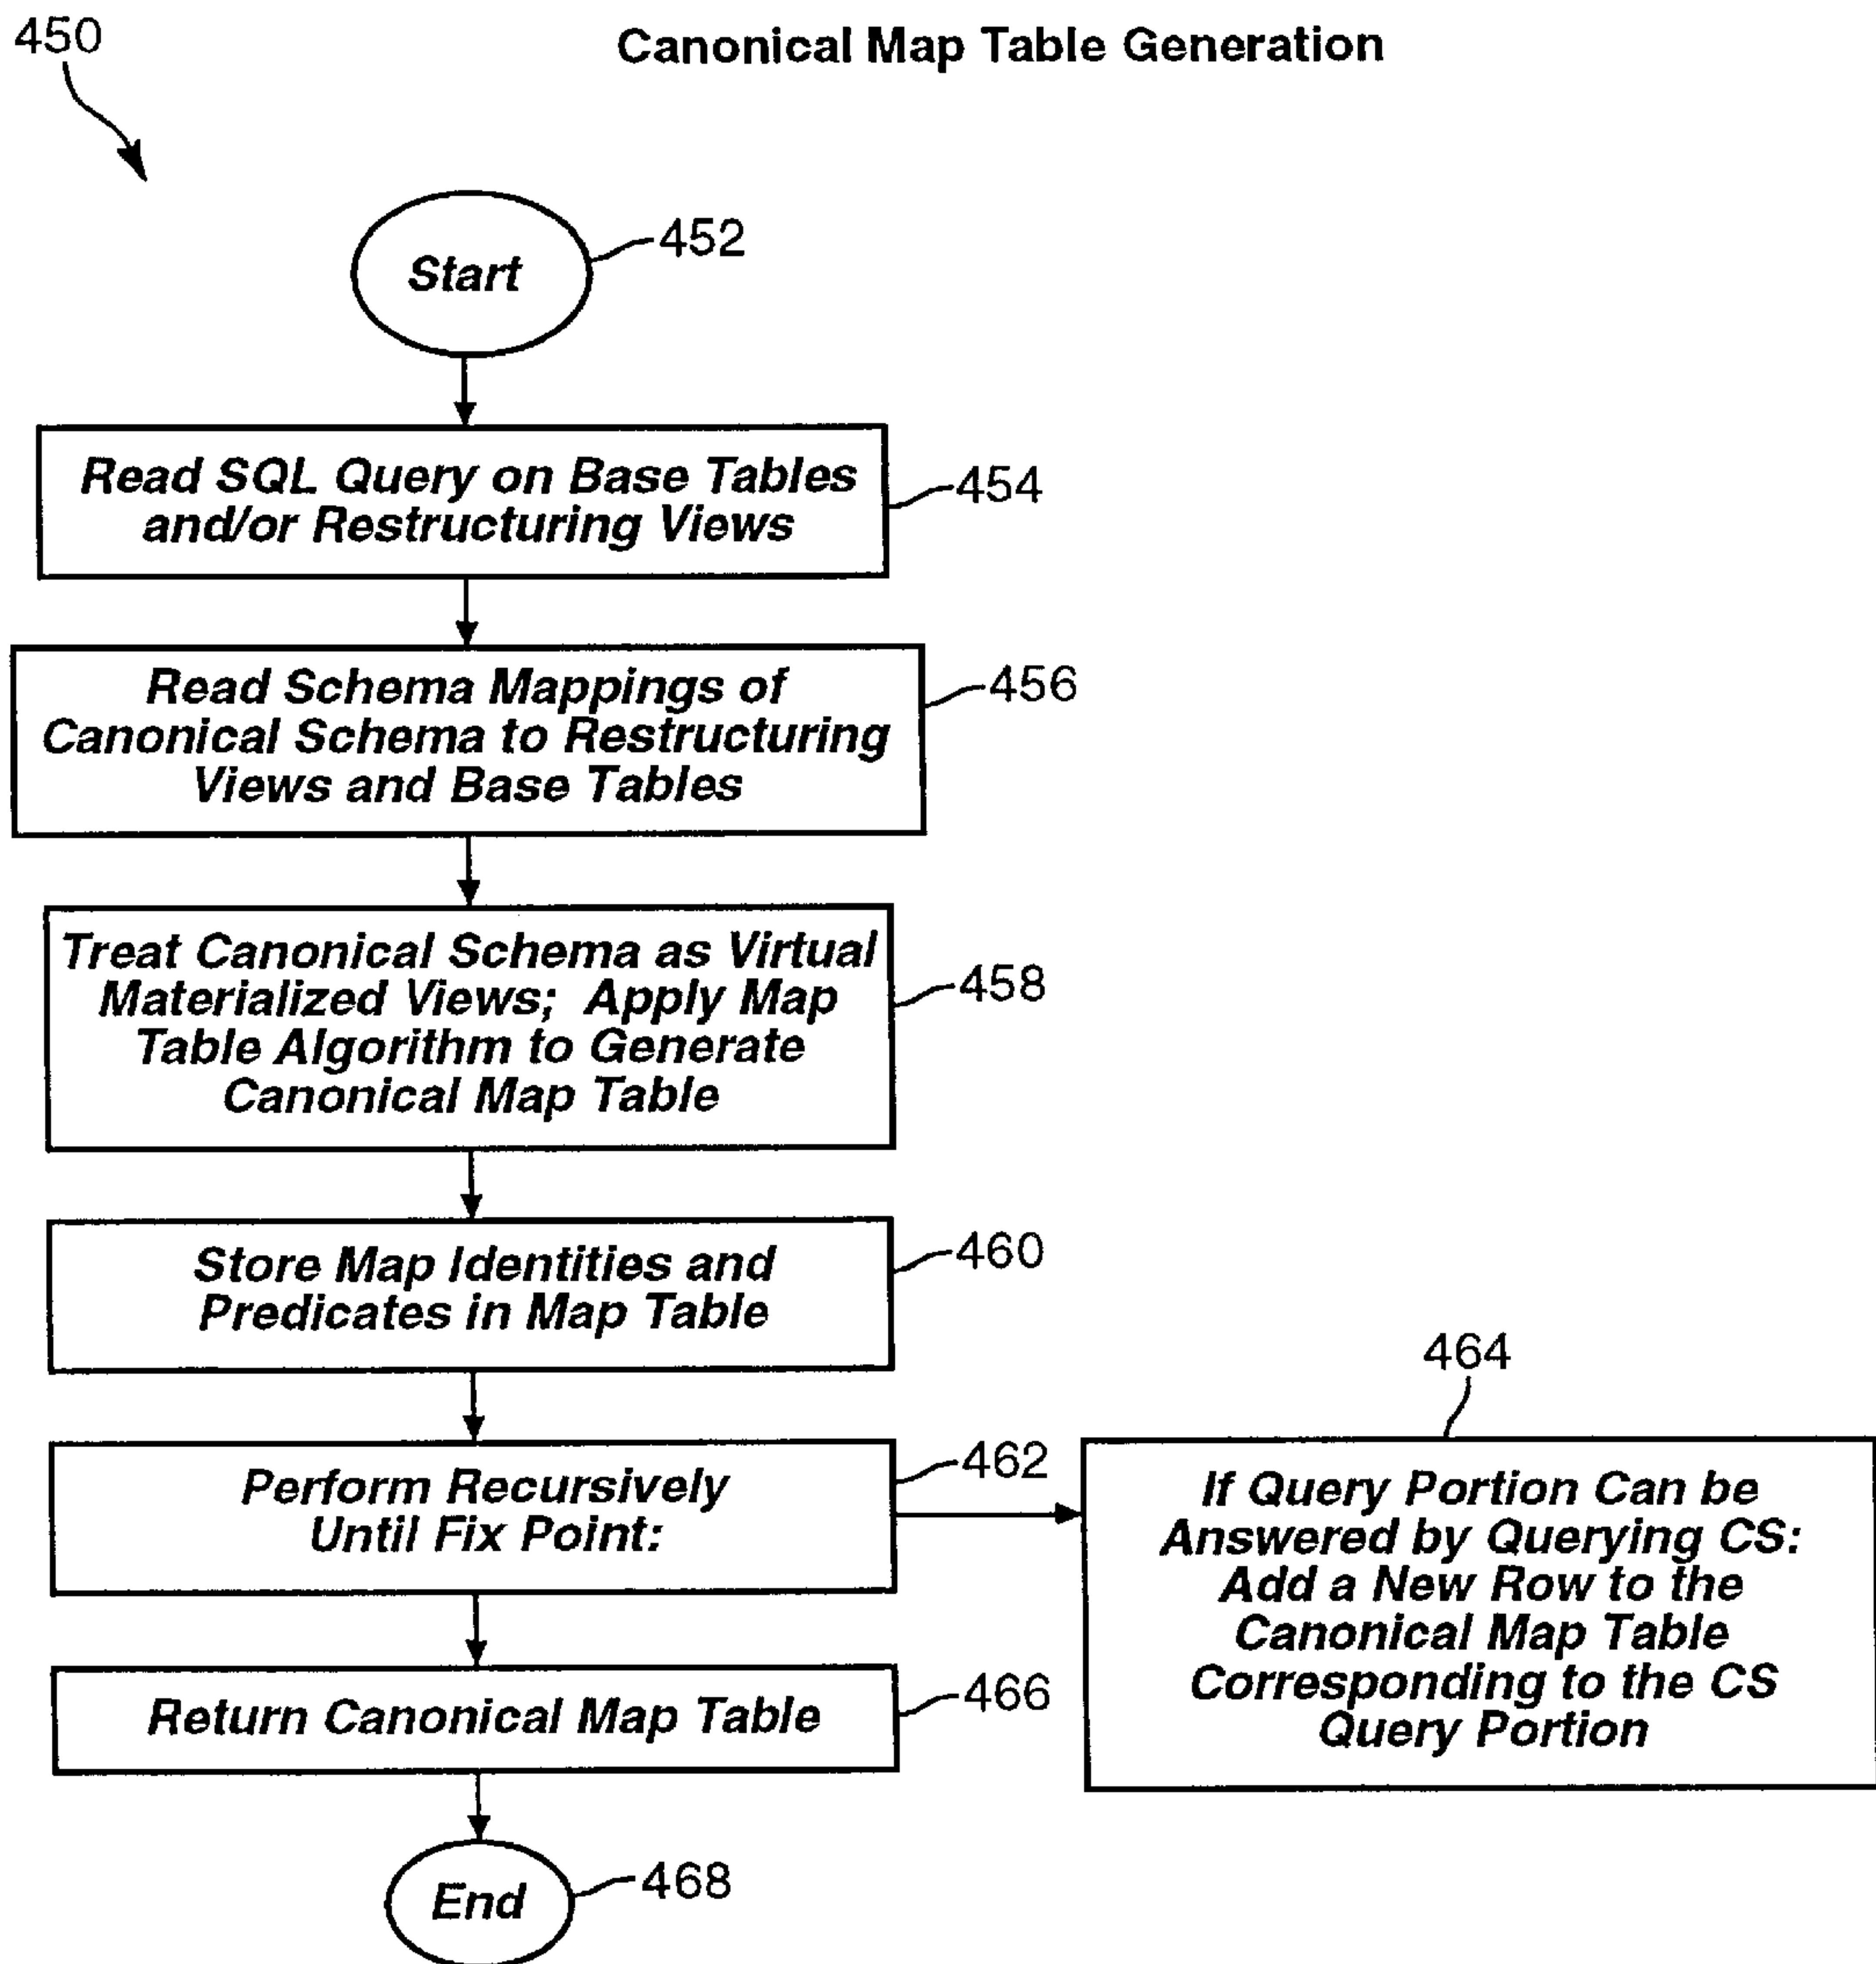 450
Canonical Map Table Generation
Start
452
Read SQL Query on Base Tables
and/or Restructuring Views
454
Read Schema Mappings of
Canonical Schema to Restructuring
Views and Base Tables
456
Treat Canonical Schema as Virtual
Materialized Views; Apply Map
Table Algorithm to Generate
Canonical Map Table
458
Store Map Identities and
Predicates in Map Table
460
Perform Recursively
Until Fix Point:
462
464
If Query Portion Can be
Answered by Querying CS:
Add a New Row to the
Canonical Map Table
Corresponding to the CS
Query Portion
Return Canonical Map Table
466
End
468